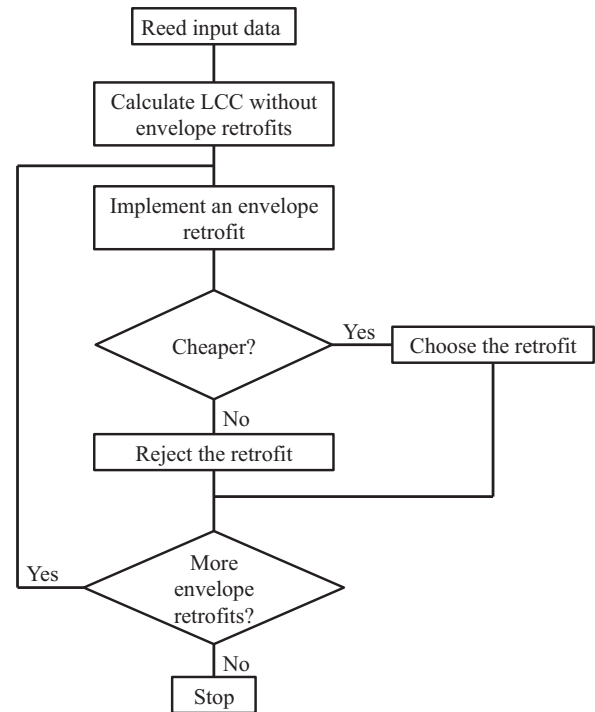 Reed input data
Calculate LCC without
envelope retrofits
Implement an envelope
retrofit
Cheaper?
Yes
Choose the retrofit
No
Reject the retrofit
More
envelope
retrofits?
Yes
No
Stop